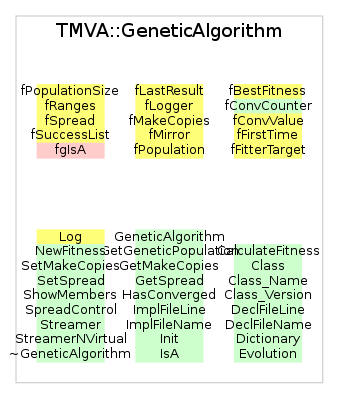 TMVA::GeneticAlgorithm
fPopulationSize
fRanges
fSpread
fSuccessList
fgIsA
fLastResult
fLogger
fMakeCopies
fMirror
fPopulation
fBestFitness
fConvCounter
fConvValue
fFirstTime
fFitterTarget
Log
NewFitness
SetMakeCopies
SetSpread
ShowMembers
SpreadControl
Streamer
StreamerNVirtual
~GeneticAlgorithm
GeneticAlgorithm
GetGeneticPopulation
GetMakeCopies
GetSpread
HasConverged
ImplFileLine
ImplFileName
Init
IsA
CalculateFitness
Class
Class_Name
Class_Version
DeclFileLine
DeclFileName
Dictionary
Evolution